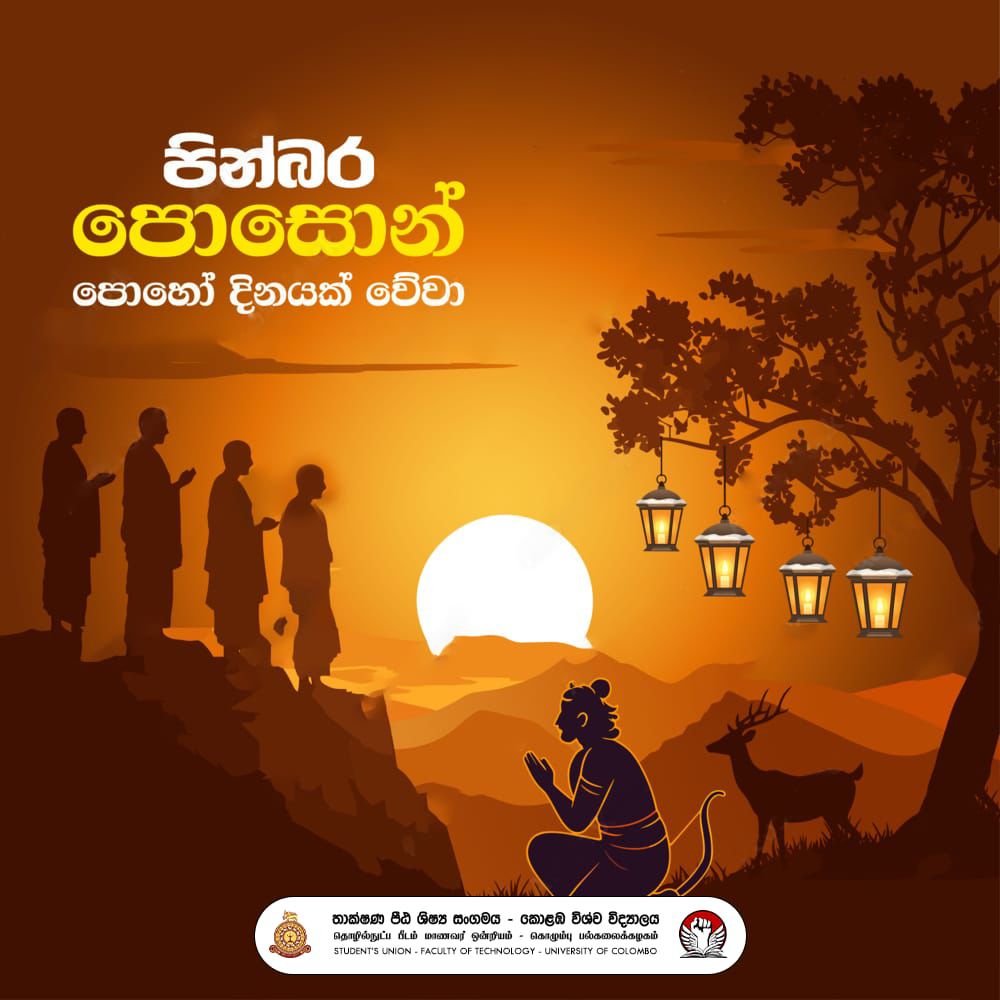 පින්බර
පොසොන්
පොහෝ දිනයක් වේවා
තාක්ෂණ පීඨ ශිෂ්‍ය සංගමය - කොළඹ විශ්ව විද්‍යාලය
தொழில்நுட்ப பீடம் மாணவர் ஒன்றியம் - கொழும்பு பல்கலைக்கழகம்
STUDENT'S UNION - FACULTY OF TECHNOLOGY - UNIVERSITY OF COLOMBO